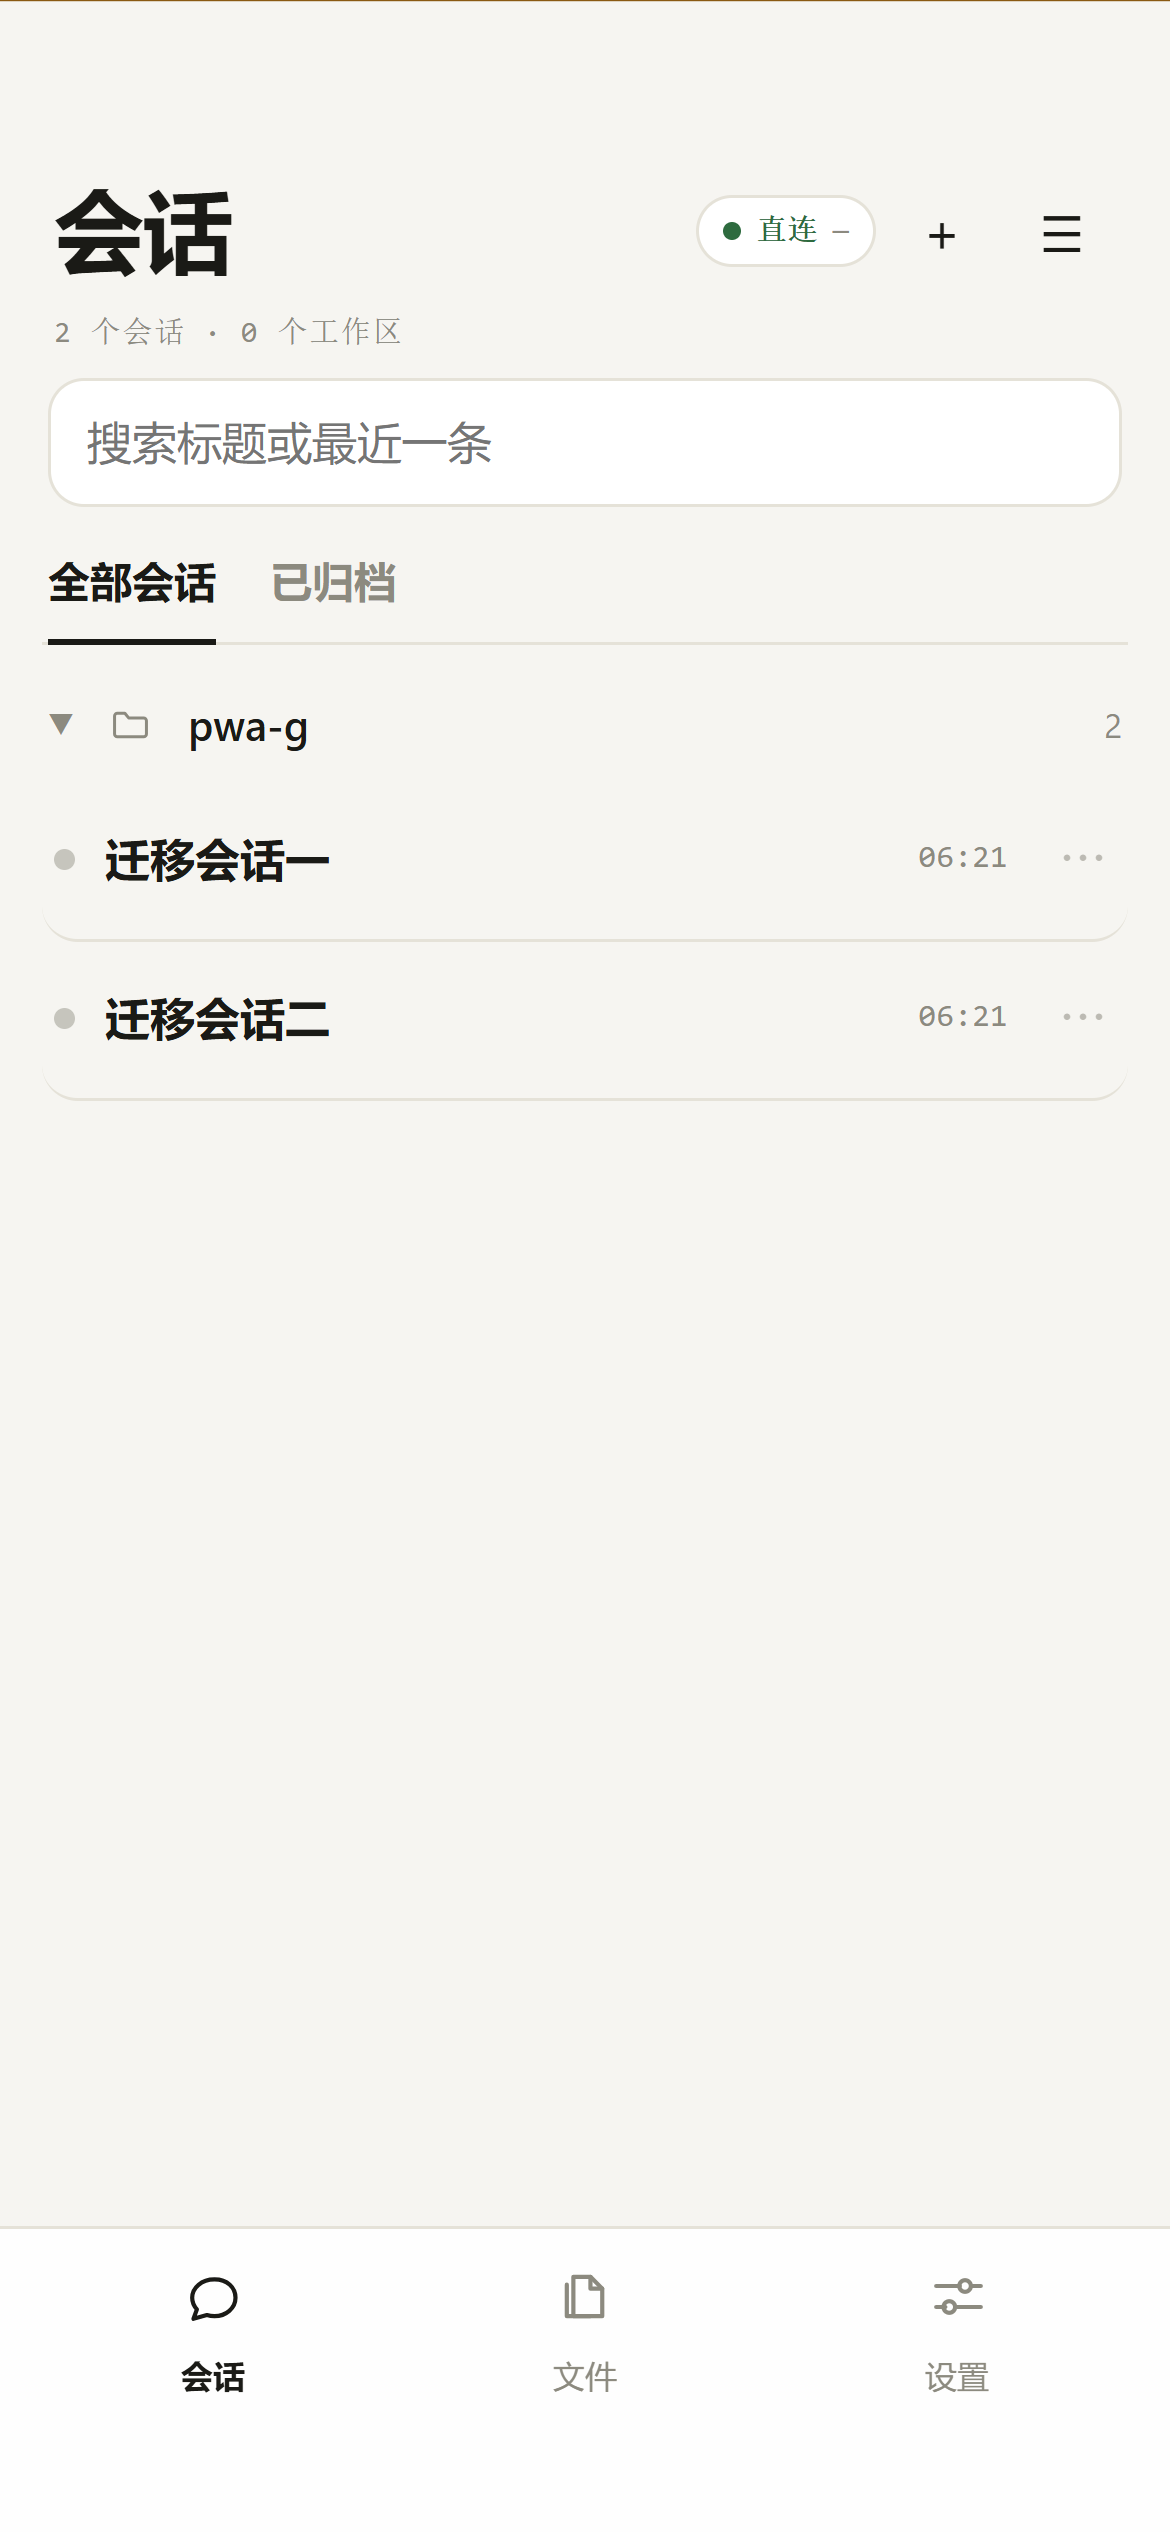 会话
直连 —
2 个会话 · 0 个工作区
搜索标题或最近一条
全部会话 已归档
pwa-g 2
迁移会话一 06:21
迁移会话二 06:21
会话 文件 设置